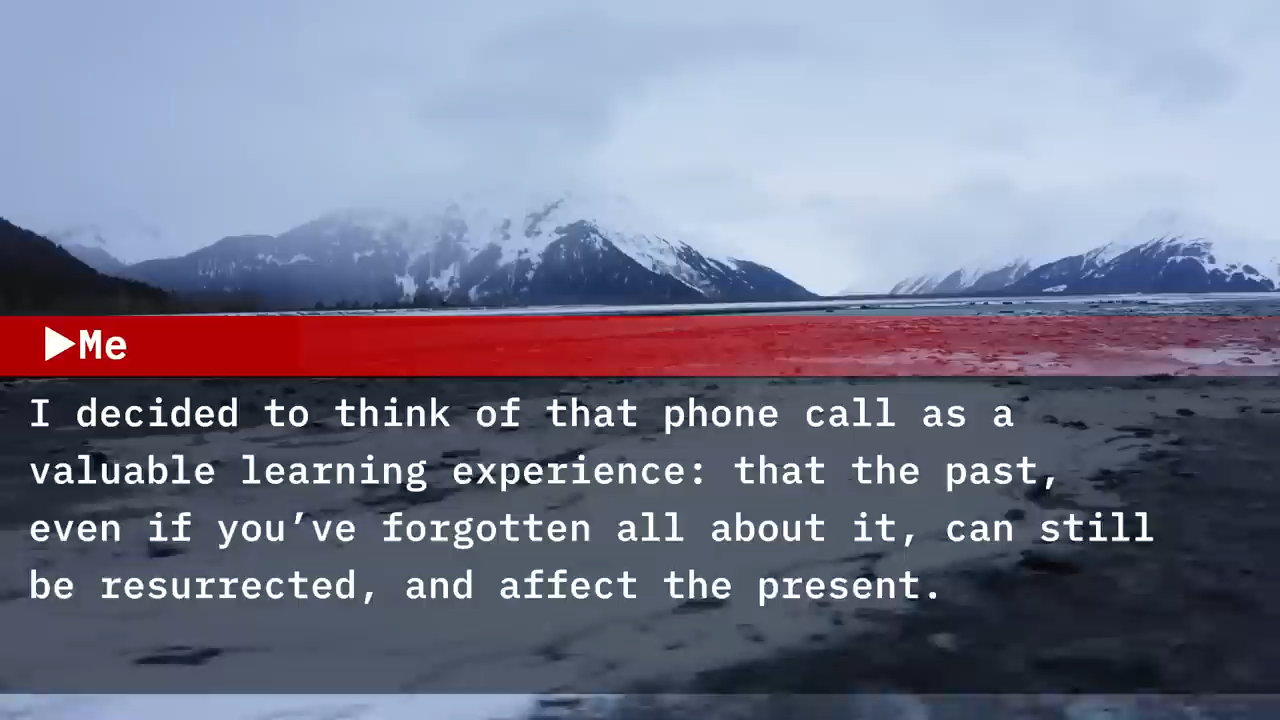 ▶Me
I decided to think of that phone call as a
valuable learning experience: that the past,
even if you’ve forgotten all about it, can still
be resurrected, and affect the present.